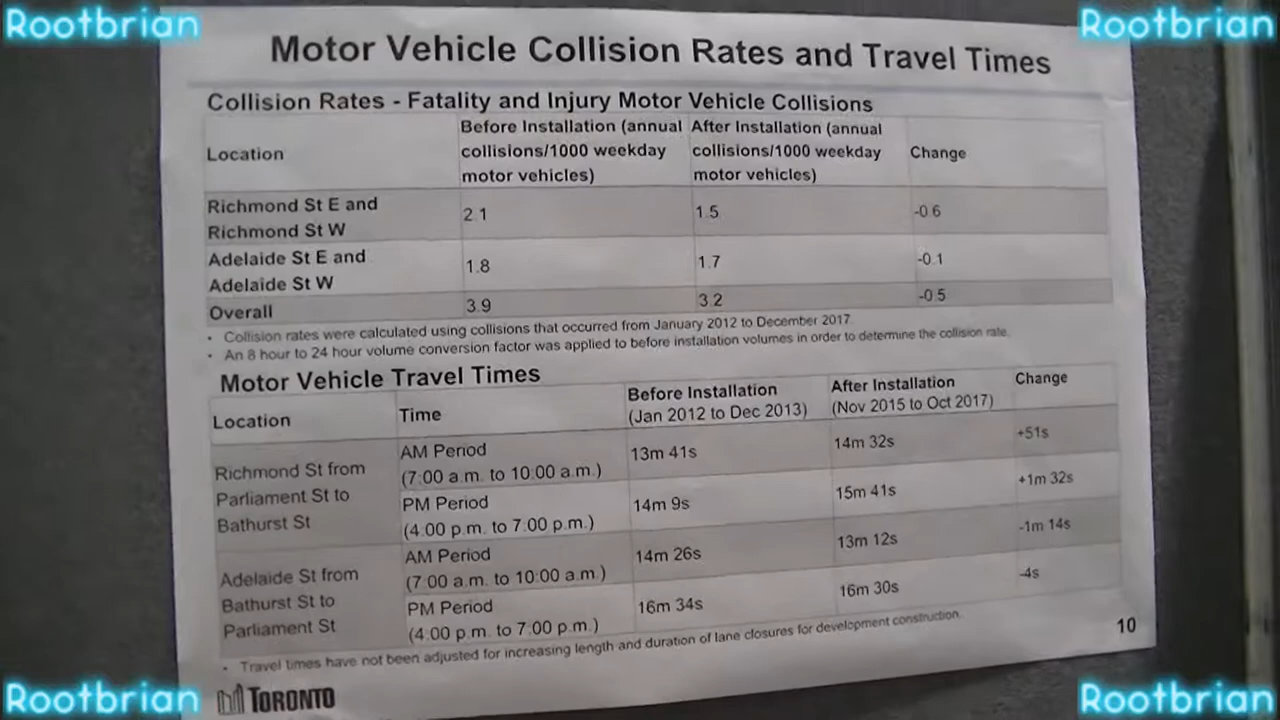 Rootbrian
Rootbrian
Motor Vehicle Collision Rates and Travel Times
Collision Rates - Fatality and Injury Motor Vehicle Collisions
Location
Before Installation (annual
collisions/1000 weekday
motor vehicles)
After Installation (annual
collisions/1000 weekday
motor vehicles)
Change
Richmond St E and
Richmond St W
2.1
1.5
-0.6
Adelaide St E and
Adelaide St W
1.8
1.7
-0.1
Overall
3.9
3.2
-0.5
• Collision rates were calculated using collisions that occurred from January 2012 to December 2017
• An 8 hour to 24 hour volume conversion factor was applied to before installation volumes in order to determine the collision rate.
Motor Vehicle Travel Times
Location
Time
Before Installation
(Jan 2012 to Dec 2013)
After Installation
(Nov 2015 to Oct 2017)
Change
Richmond St from
Parliament St to
Bathurst St
AM Period
(7:00 a.m. to 10:00 a.m.)
13m 41s
14m 32s
+51s
PM Period
(4:00 p.m. to 7:00 p.m.)
14m 9s
15m 41s
+1m 32s
Adelaide St from
Bathurst St to
Parliament St
AM Period
(7:00 a.m. to 10:00 a.m.)
14m 26s
13m 12s
-1m 14s
PM Period
(4:00 p.m. to 7:00 p.m.)
16m 34s
16m 30s
-4s
• Travel times have not been adjusted for increasing length and duration of lane closures for development construction.
10
TORONTO
Rootbrian
Rootbrian